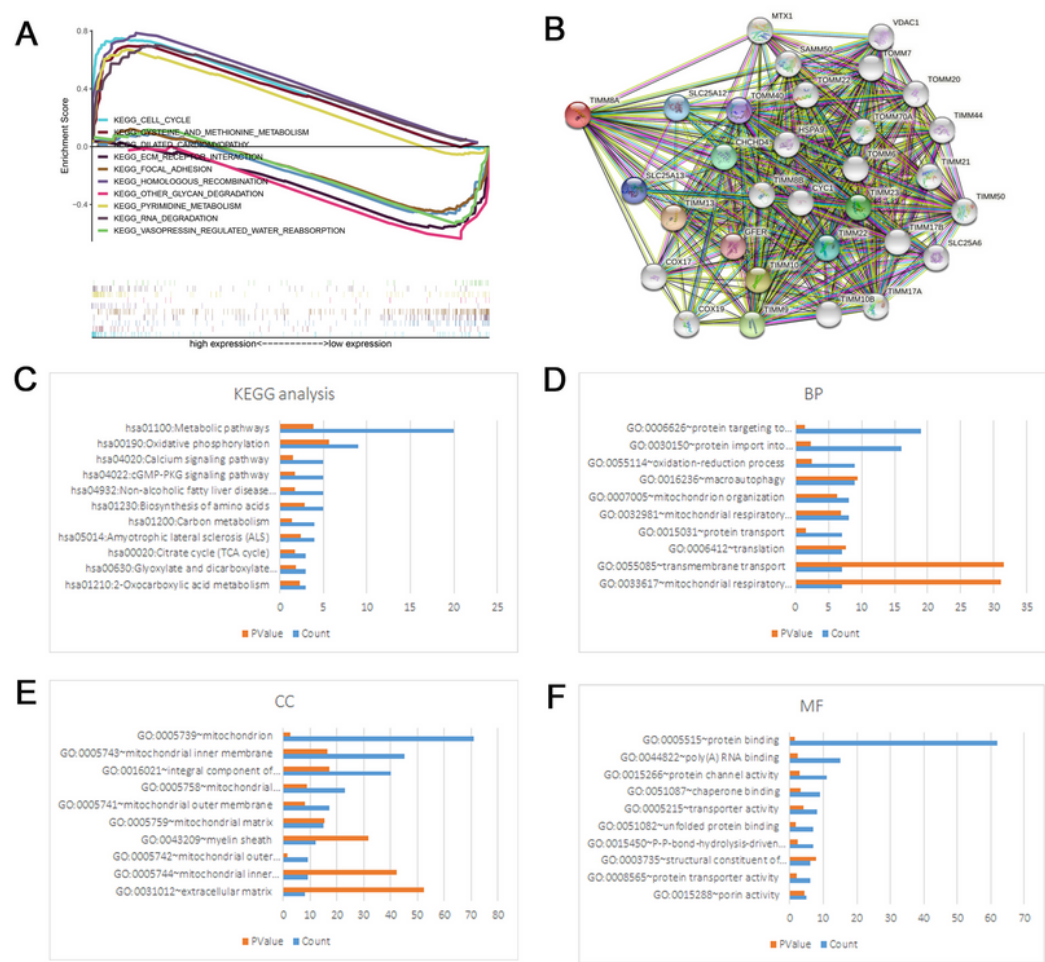 A
0.8
0.4
0.0
-0.4
Enrichment Score
KEGG_CELL_CYCLE
KEGG_CYSTEINE_AND_METHIONINE_METABOLISM
KEGG_DILATED_CARDIOMYOPATHY
KEGG_ECM_RECEPTOR_INTERACTION
KEGG_FOCAL_ADHESION
KEGG_HOMOLOGOUS_RECOMBINATION
KEGG_OTHER_GLYCAN_DEGRADATION
KEGG_PYRIMIDINE_METABOLISM
KEGG_RNA_DEGRADATION
KEGG_VASOPRESSIN_REGULATED_WATER_REABSORPTION
high expression<------------>low expression
B
MTX1
VDAC1
SAMM50
TOMM7
TIMM8A
SLC25A12
TOMM40
TOMM22
TOMM20
TIMM44
TOMM70A
HSPA9
CHCHD4
TOMM6
TIMM21
SLC25A13
TIMM8B
CYC1
TIMM23
TIMM50
TIMM13
GFER
TIMM22
TIMM17B
SLC25A6
COX17
TIMM10
TIMM17A
COX19
TIMM9
TIMM10B
C
KEGG analysis
hsa01100:Metabolic pathways
hsa00190:Oxidative phosphorylation
hsa04020:Calcium signaling pathway
hsa04022:cGMP-PKG signaling pathway
hsa04932:Non-alcoholic fatty liver disease...
hsa01230:Biosynthesis of amino acids
hsa01200:Carbon metabolism
hsa05014:Amyotrophic lateral sclerosis (ALS)
hsa00020:Citrate cycle (TCA cycle)
hsa00630:Glyoxylate and dicarboxylate...
hsa01210:2-Oxocarboxylic acid metabolism
0 5 10 15 20 25
PValue Count
D
BP
GO:0006626~protein targeting to...
GO:0030150~protein import into...
GO:0055114~oxidation-reduction process
GO:0016236~macroautophagy
GO:0007005~mitochondrion organization
GO:0032981~mitochondrial respiratory...
GO:0015031~protein transport
GO:0006412~translation
GO:0055085~transmembrane transport
GO:0033617~mitochondrial respiratory...
0 5 10 15 20 25 30 35
PValue Count
E
CC
GO:0005739~mitochondrion
GO:0005743~mitochondrial inner membrane
GO:0016021~integral component of...
GO:0005758~mitochondrial...
GO:0005741~mitochondrial outer membrane
GO:0005759~mitochondrial matrix
GO:0043209~myelin sheath
GO:0005742~mitochondrial outer...
GO:0005744~mitochondrial inner...
GO:0031012~extracellular matrix
0 10 20 30 40 50 60 70 80
PValue Count
F
MF
GO:0005515~protein binding
GO:0044822~poly(A) RNA binding
GO:0015266~protein channel activity
GO:0051087~chaperone binding
GO:0005215~transporter activity
GO:0051082~unfolded protein binding
GO:0015450~P-P-bond-hydrolysis-driven...
GO:0003735~structural constituent of...
GO:0008565~protein transporter activity
GO:0015288~porin activity
0 10 20 30 40 50 60 70
PValue Count